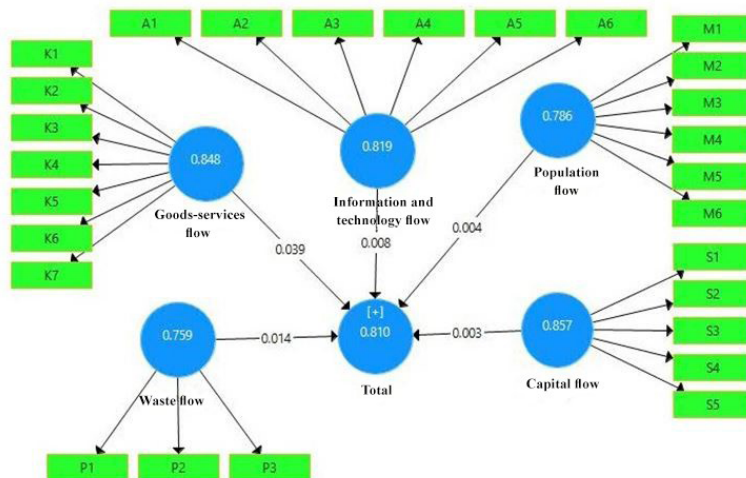 A1
A2
A3
A4
A5
A6
K1
K2
K3
K4
K5
K6
K7
0.848
Goods-services
flow
0.819
Information and
technology flow
0.786
Population
flow
M1
M2
M3
M4
M5
M6
0.039
0.008
0.004
S1
S2
S3
S4
S5
0.759
Waste flow
0.014
[+]
0.810
Total
0.003
0.857
Capital flow
P1
P2
P3